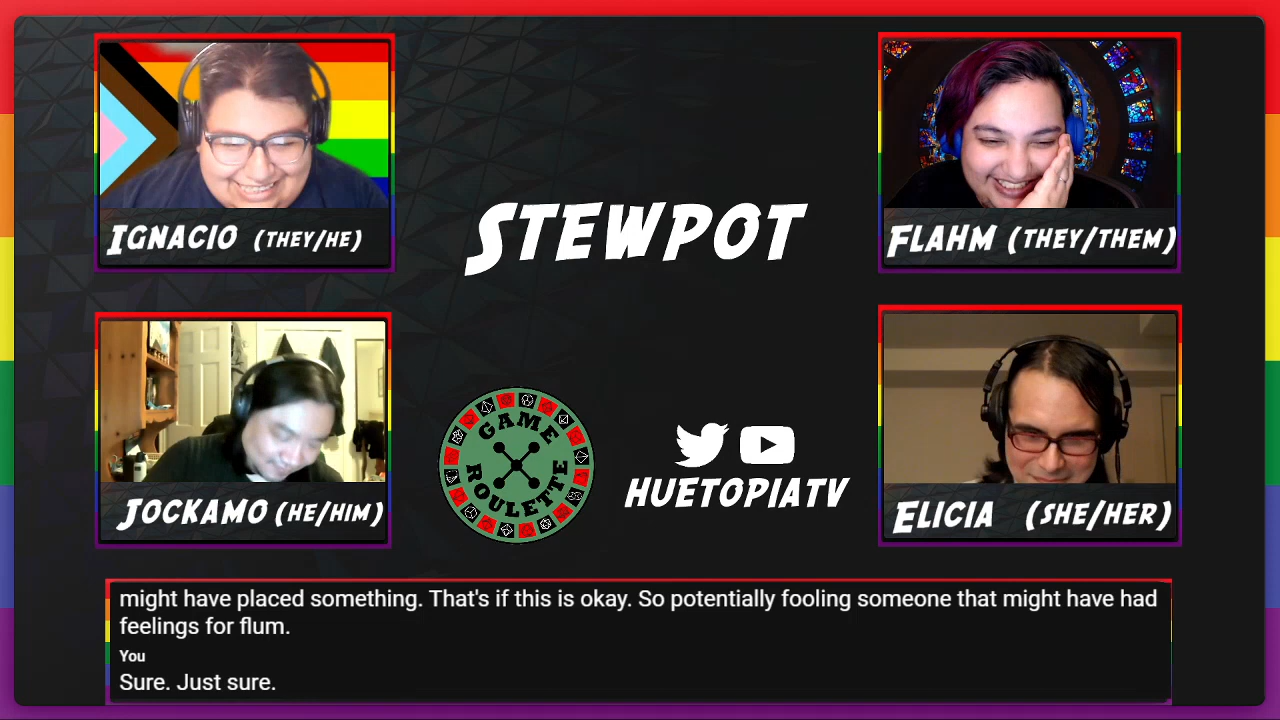 IGNACIO (THEY/HE)
STEWPOT
FLAHM (THEY/THEM)
JOCKAMO (HE/HIM)
GAME
ROULETTE
HUETOPIATV
ELICIA (SHE/HER)
might have placed something. That's if this is okay. So potentially fooling someone that might have had
feelings for flum.
You
Sure. Just sure.